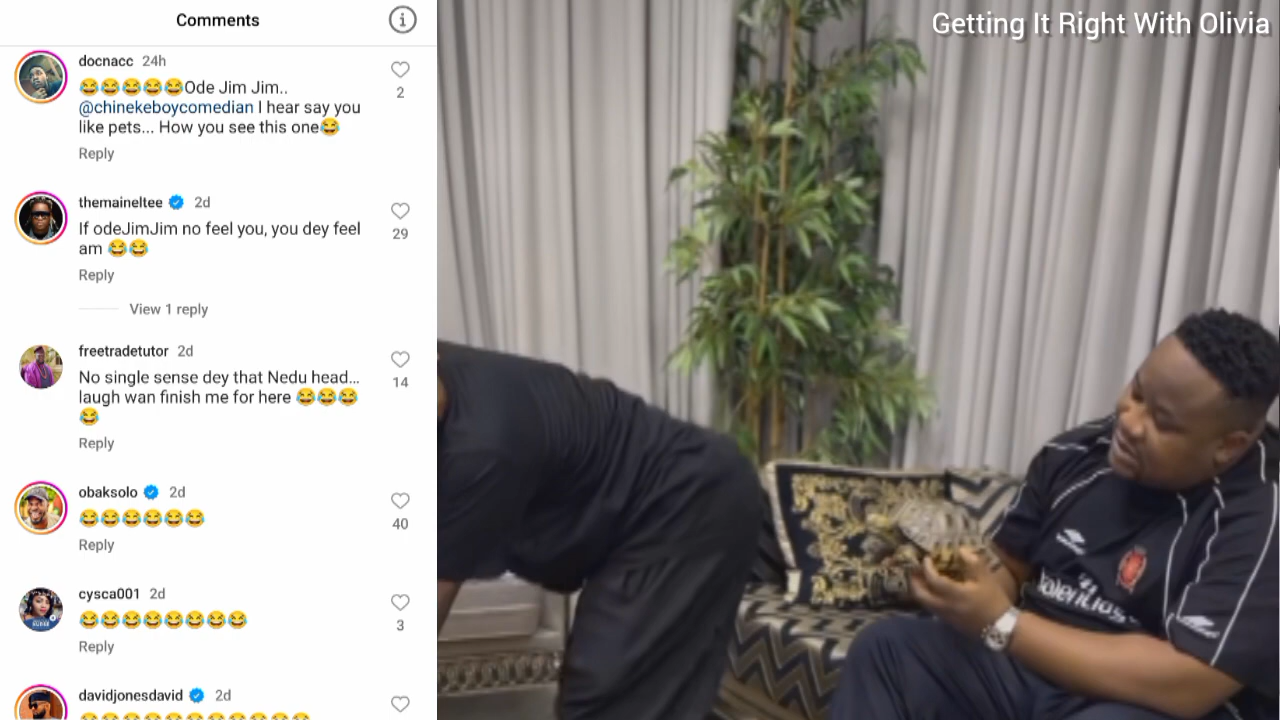 Comments
Getting It Right With Olivia
docnacc 24h
😂😂😂😂😂Ode Jim Jim..
@chinekeboycomedian I hear say you
like pets... How you see this one😂
2
Reply
themaineltee 2d
If odeJimJim no feel you, you dey feel
am 😂😂
29
Reply
View 1 reply
freetradetutor 2d
No single sense dey that Nedu head...
laugh wan finish me for here 😂😂😂
😂
14
Reply
obaksolo 2d
😂😂😂😂😂😂
40
Reply
cysca001 2d
😂😂😂😂😂😂😂😂
3
Reply
davidjonesdavid 2d
😂😂😂😂😂😂😂😂😂😂😂